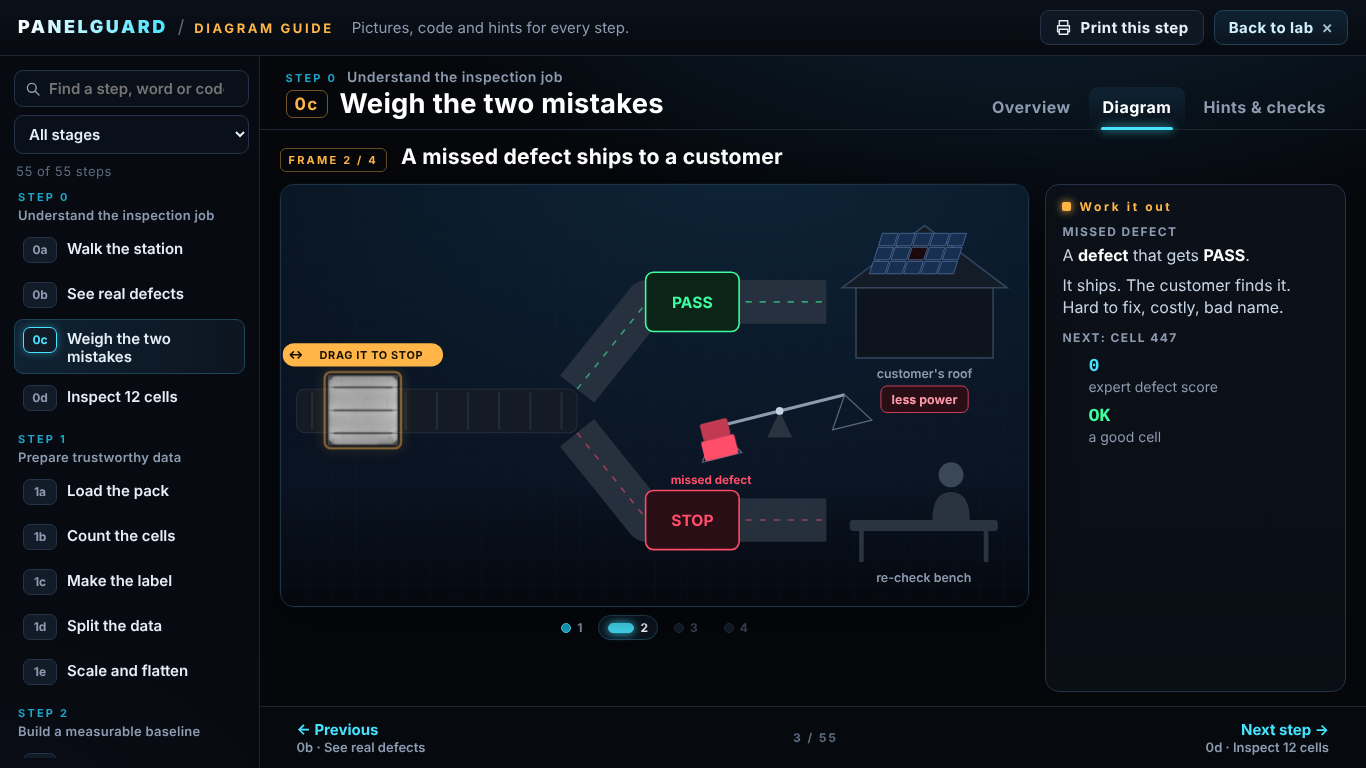 PANELGUARD / DIAGRAM GUIDE Pictures, code and hints for every step.
Print this step
Back to lab ×
Find a step, word or cod
All stages
55 of 55 steps
STEP 0
Understand the inspection job
0a Walk the station
0b See real defects
0c Weigh the two
mistakes
0d Inspect 12 cells
STEP 1
Prepare trustworthy data
1a Load the pack
1b Count the cells
1c Make the label
1d Split the data
1e Scale and flatten
STEP 2
Build a measurable baseline
STEP 0 Understand the inspection job
0c Weigh the two mistakes
Overview
Diagram
Hints & checks
FRAME 2 / 4 A missed defect ships to a customer
PASS
↔ DRAG IT TO STOP
customer's roof
less power
missed defect
STOP
re-check bench
1 2 3 4
Work it out
MISSED DEFECT
A defect that gets PASS.
It ships. The customer finds it.
Hard to fix, costly, bad name.
NEXT: CELL 447
0
expert defect score
OK
a good cell
← Previous
0b · See real defects
3 / 55
Next step →
0d · Inspect 12 cells